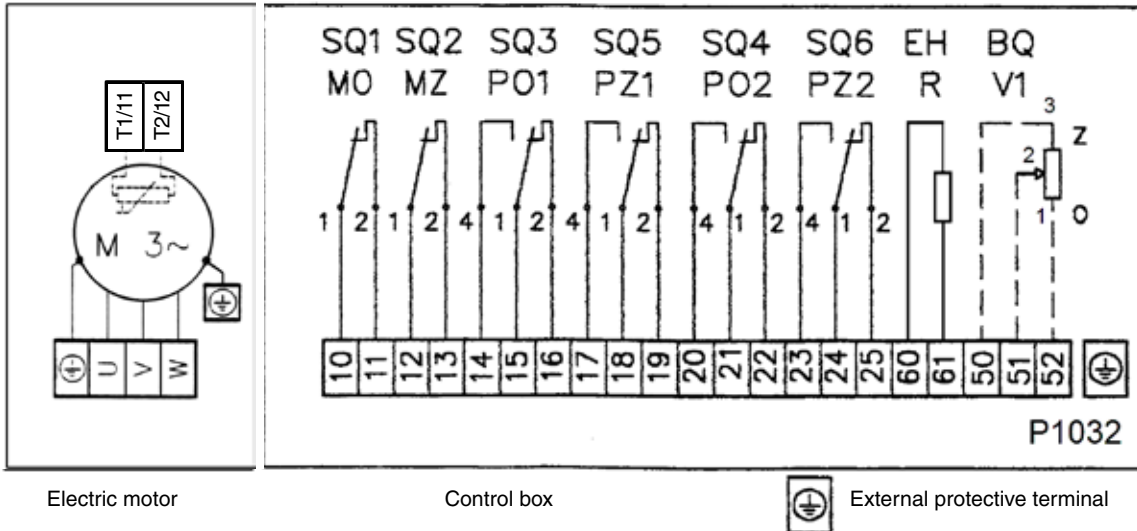 SQ1 SQ2 SQ3 SQ5 SQ4 SQ6 EH BQ
MO MZ PO1 PZ1 PO2 PZ2 R V1
T1/11
T2/12
3
Z
2
1
O
1 2 1 2 4 1 2 4 1 2 4 1 2 4 1 2
M 3~
U
V
W
10 11 12 13 14 15 16 17 18 19 20 21 22 23 24 25 60 61 50 51 52
P1032
Electric motor
Control box
External protective terminal